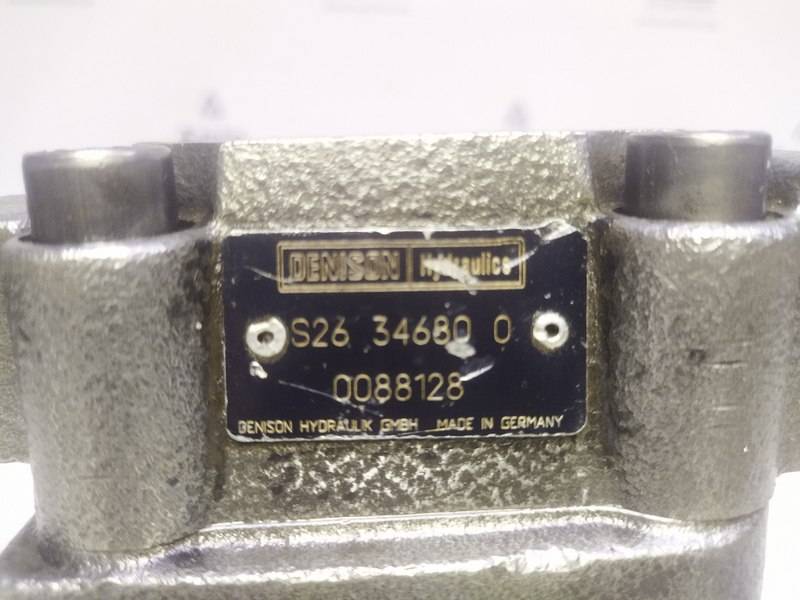 DENISON Hydraulics
S26 34680 0
0088128
DENISON HYDRAULIK GMBH MADE IN GERMANY